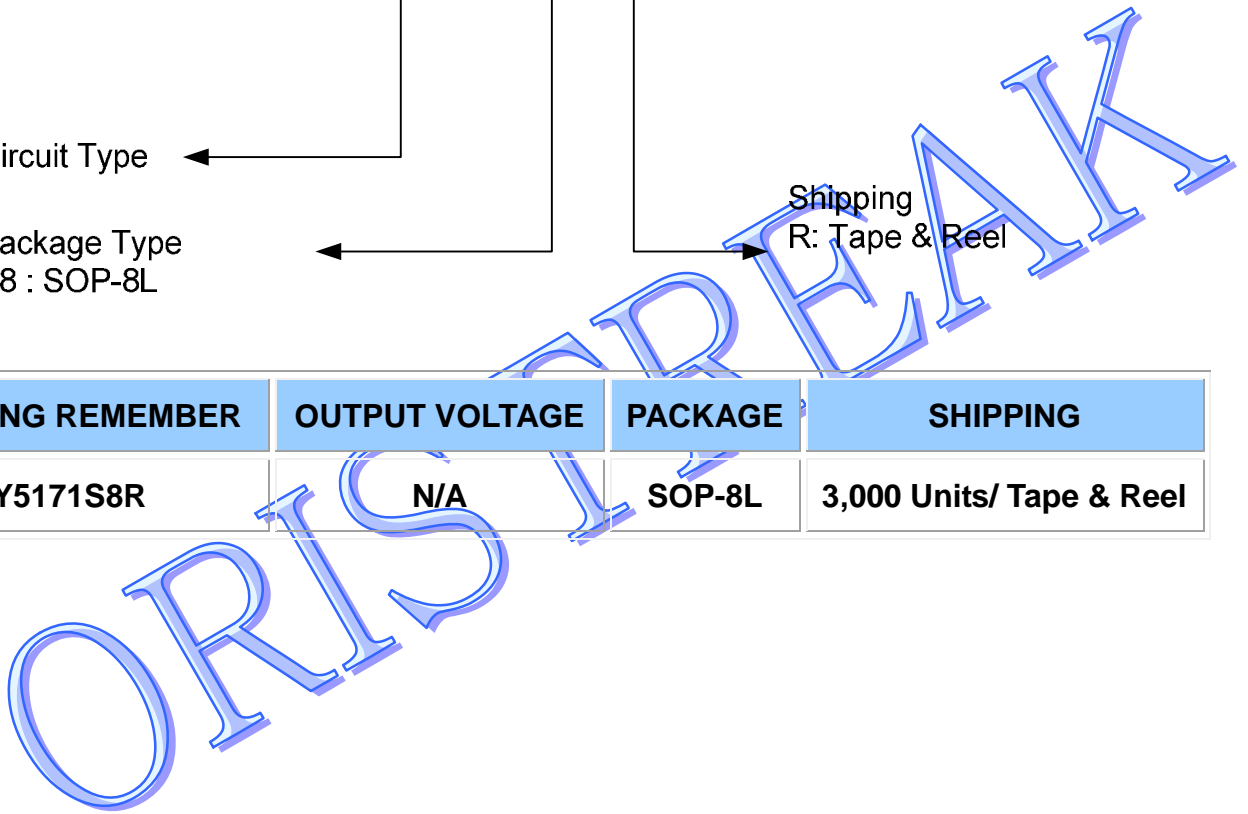 ircuit Type
ackage Type
8 : SOP-8L
Shipping
R: Tape & Reel
NG REMEMBER OUTPUT VOLTAGE PACKAGE SHIPPING
Y5171S8R N/A SOP-8L 3,000 Units/ Tape & Reel
ORISTREAK